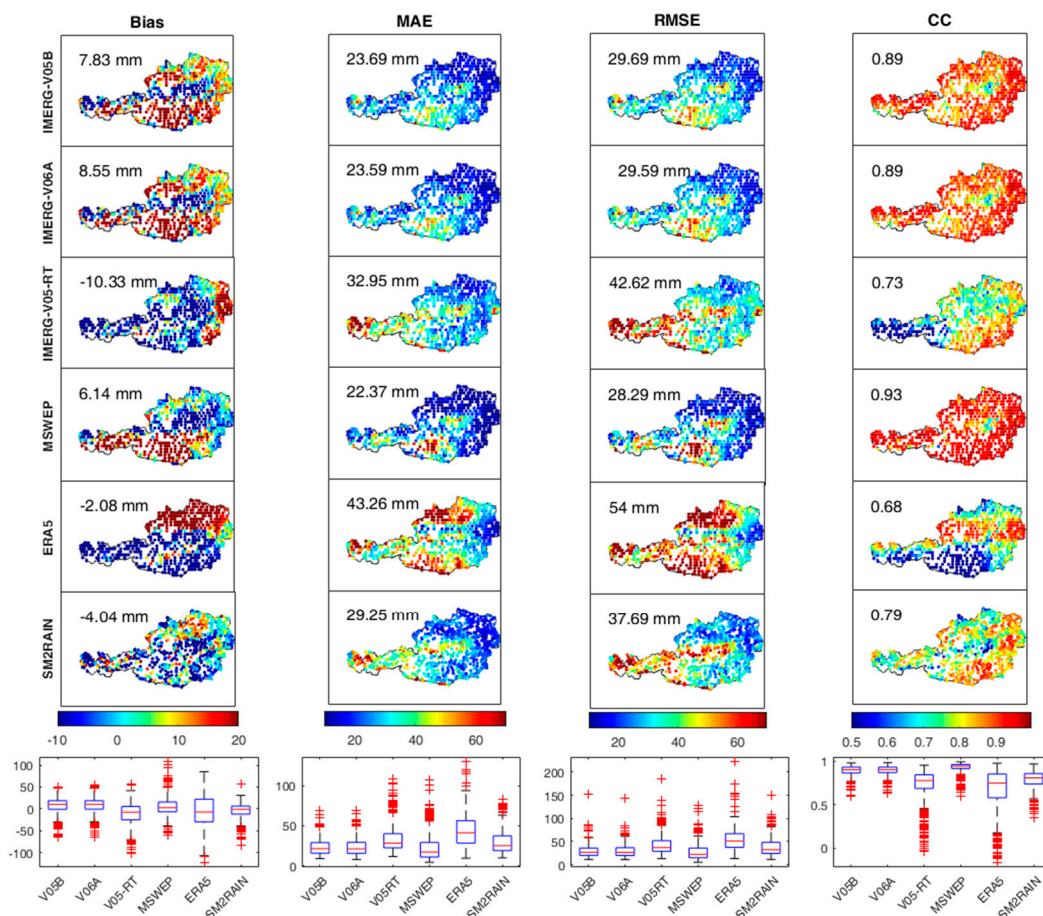 Bias MAE RMSE CC
IMERG-V05B
7.83 mm 23.69 mm 29.69 mm 0.89
IMERG-V06A
8.55 mm 23.59 mm 29.59 mm 0.89
IMERG-V05-RT
-10.33 mm 32.95 mm 42.62 mm 0.73
MSWEP
6.14 mm 22.37 mm 28.29 mm 0.93
ERA5
-2.08 mm 43.26 mm 54 mm 0.68
SM2RAIN
-4.04 mm 29.25 mm 37.69 mm 0.79
-10 0 10 20
20 40 60
20 40 60
0.5 0.6 0.7 0.8 0.9
100
50
0
-50
-100
V05B V06A V05-RT MSWEP ERA5 SM2RAIN
100
50
0
V05B V06A V05RT MSWEP ERA5 SM2RAIN
200
150
100
50
0
V05B V06A V05-RT MSWEP ERA5 SM2RAIN
1
0.5
0
V05B V06A V05-RT MSWEP ERA5 SM2RAIN